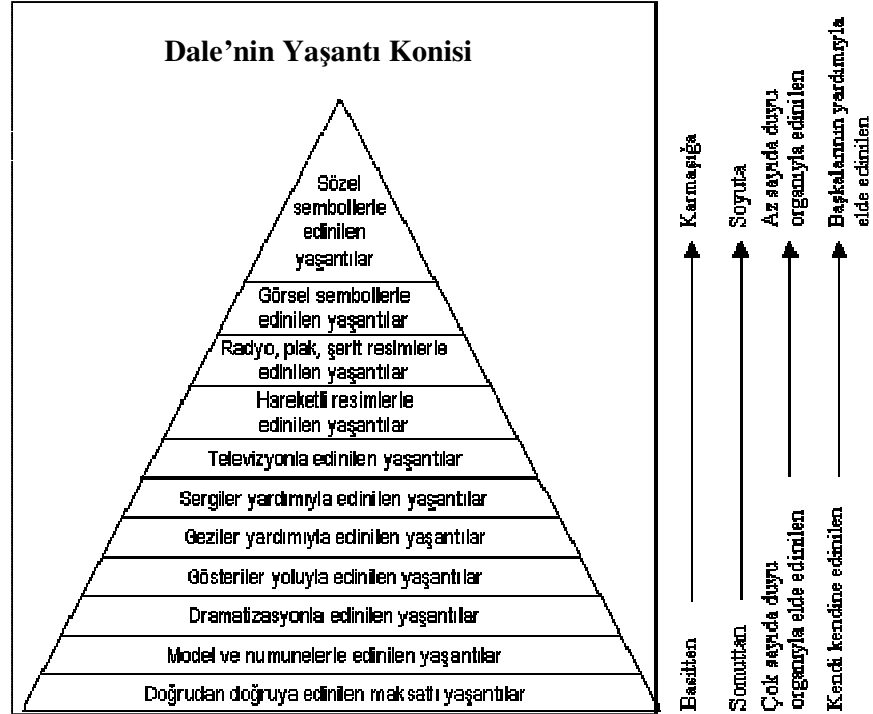 Dale’nin Yaşantı Konisi
Sözel
sembollerle
edinilen
yaşantılar
Görsel sembollerle
edinilen yaşantılar
Radyo, plak, şerit resimlerle
edinilen yaşantılar
Hareketli resimlerle
edinilen yaşantılar
Televizyonla edinilen yaşantılar
Sergiler yardımıyla edinilen yaşantılar
Geziler yardımıyla edinilen yaşantılar
Gösteriler yoluyla edinilen yaşantılar
Dramatizasyonla edinilen yaşantılar
Model ve numunelerle edinilen yaşantılar
Doğrudan doğruya edinilen maksatlı yaşantılar
Basitten
Karmaşığa
Somuttan
Soyuta
Çok sayıda duyu
organıyla elde edinilen
Az sayıda duyu
organıyla edinilen
Kendi kendine edinilen
Başkalarının yardımıyla
elde edinilen